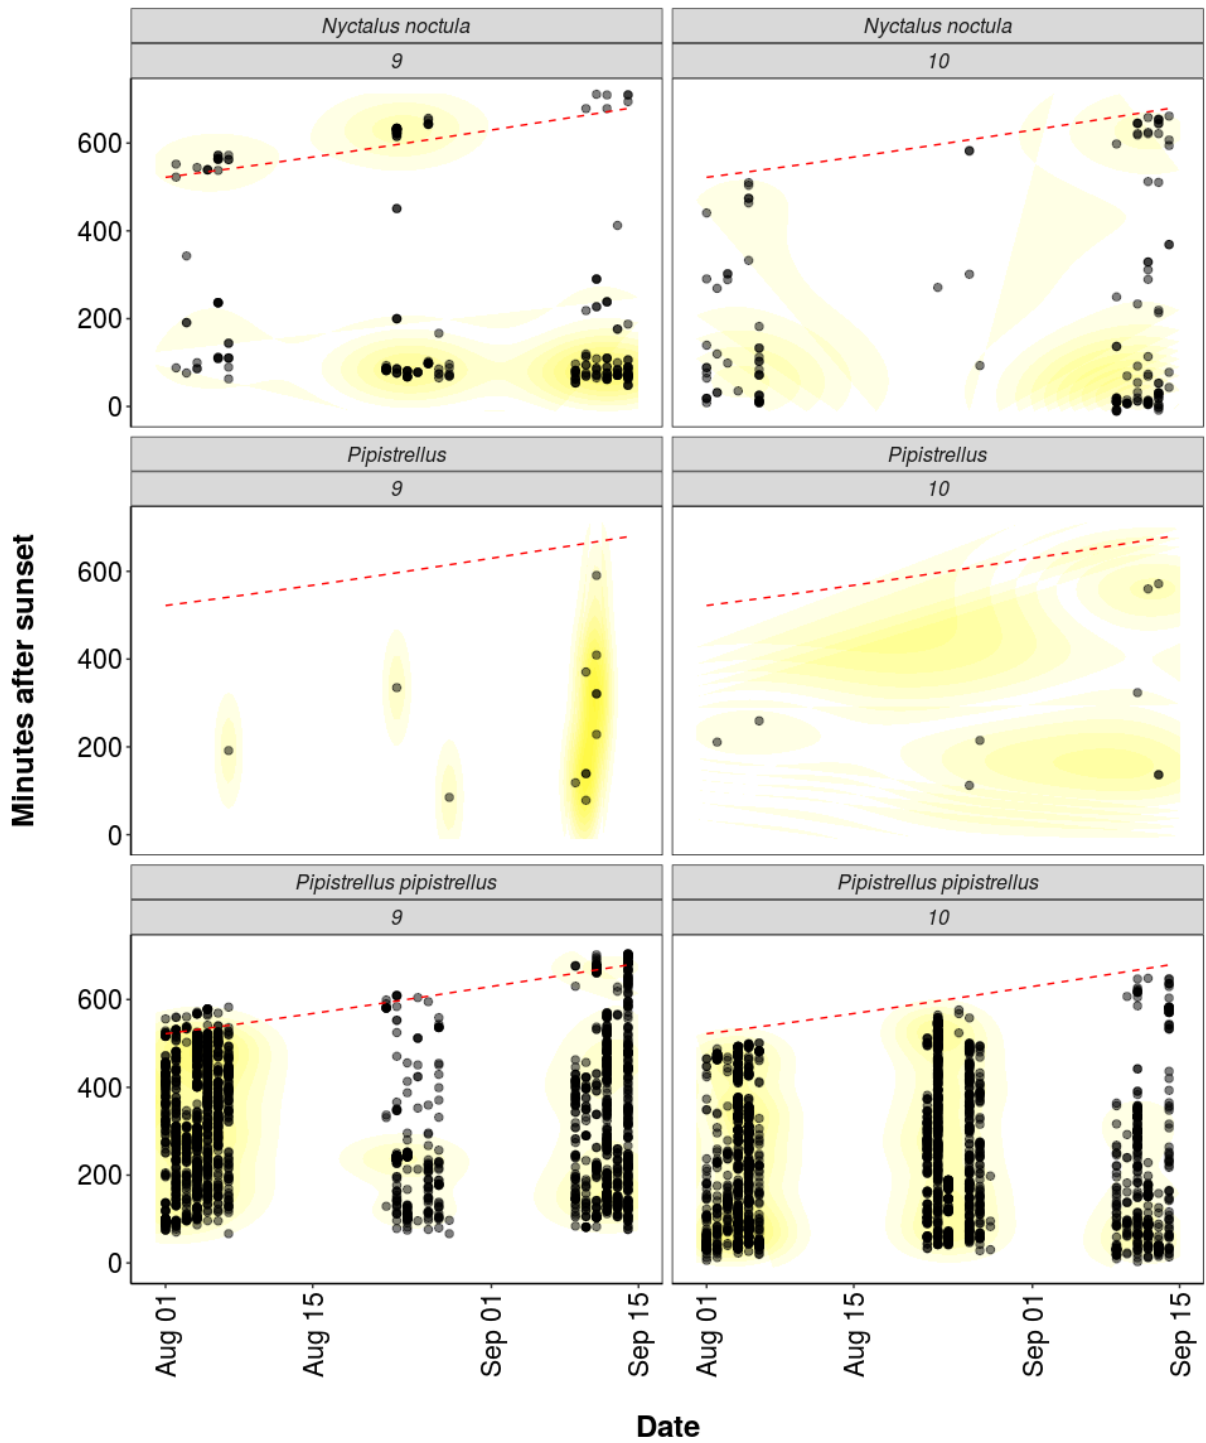 Nyctalus noctula
Nyctalus noctula
9
10
600
400
200
0
Pipistrellus
Pipistrellus
9
10
600
400
200
0
Minutes after sunset
Pipistrellus pipistrellus
Pipistrellus pipistrellus
9
10
600
400
200
0
Aug 01
Aug 15
Sep 01
Sep 15
Aug 01
Aug 15
Sep 01
Sep 15
Date